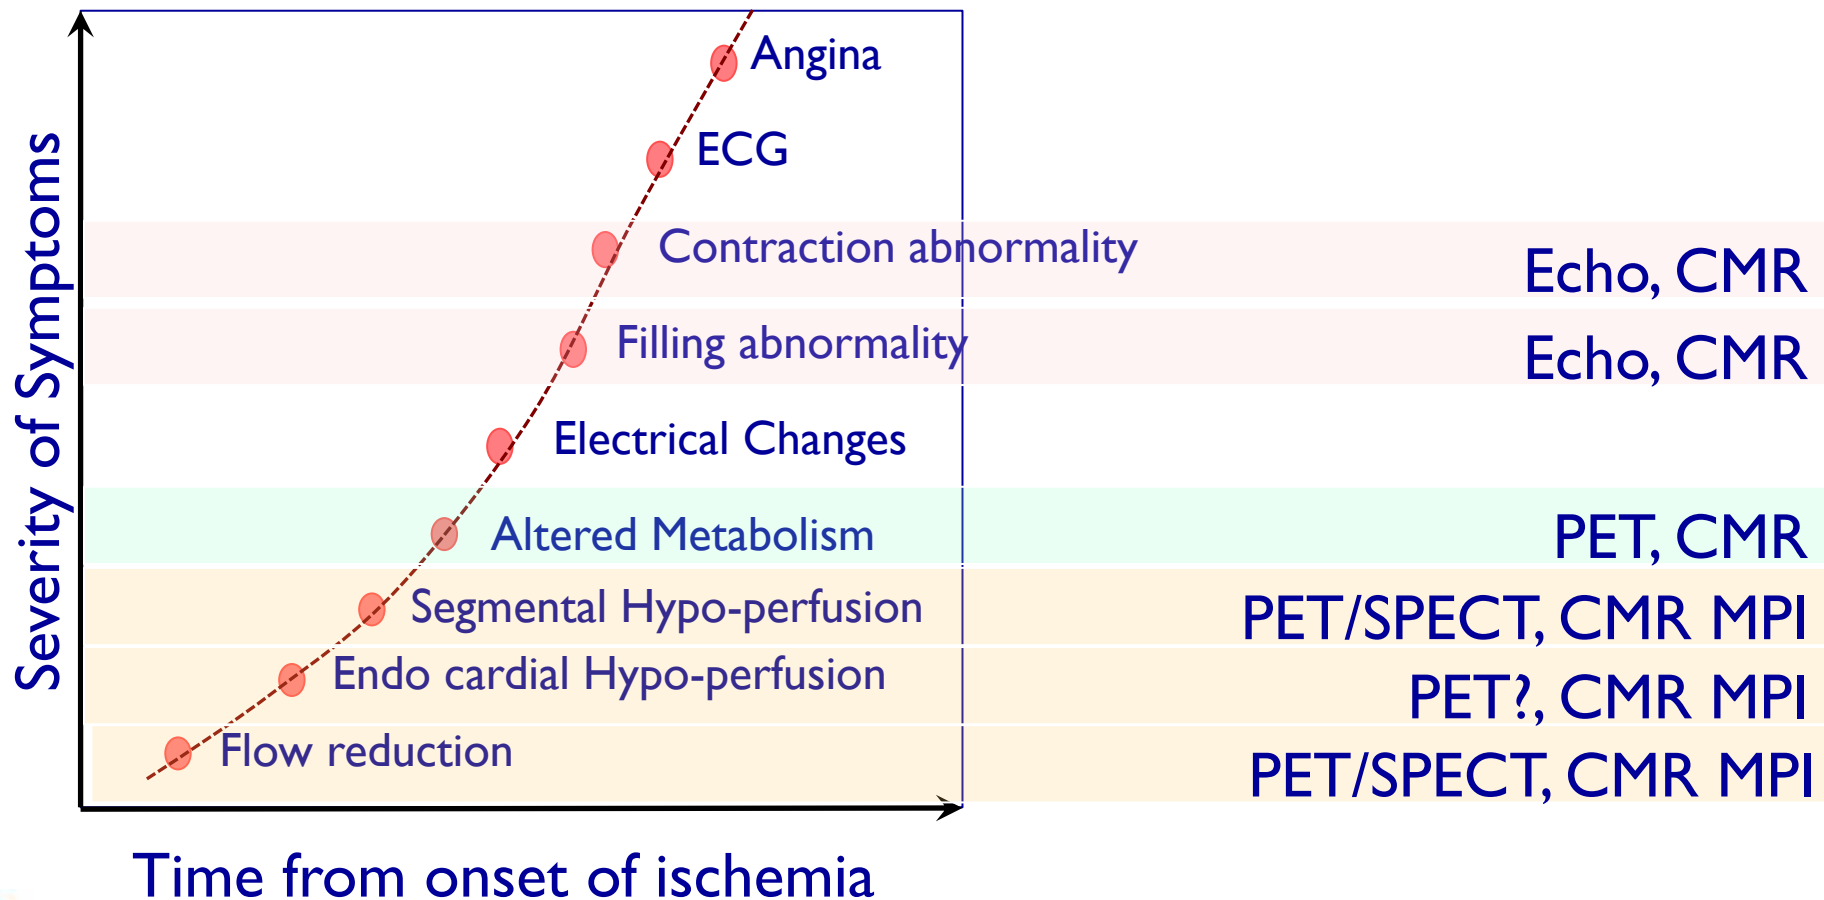 Severity of Symptoms
Angina
ECG
Contraction abnormality
Echo, CMR
Filling abnormality
Echo, CMR
Electrical Changes
Altered Metabolism
PET, CMR
Segmental Hypo-perfusion
PET/SPECT, CMR MPI
Endo cardial Hypo-perfusion
PET?, CMR MPI
Flow reduction
PET/SPECT, CMR MPI
Time from onset of ischemia